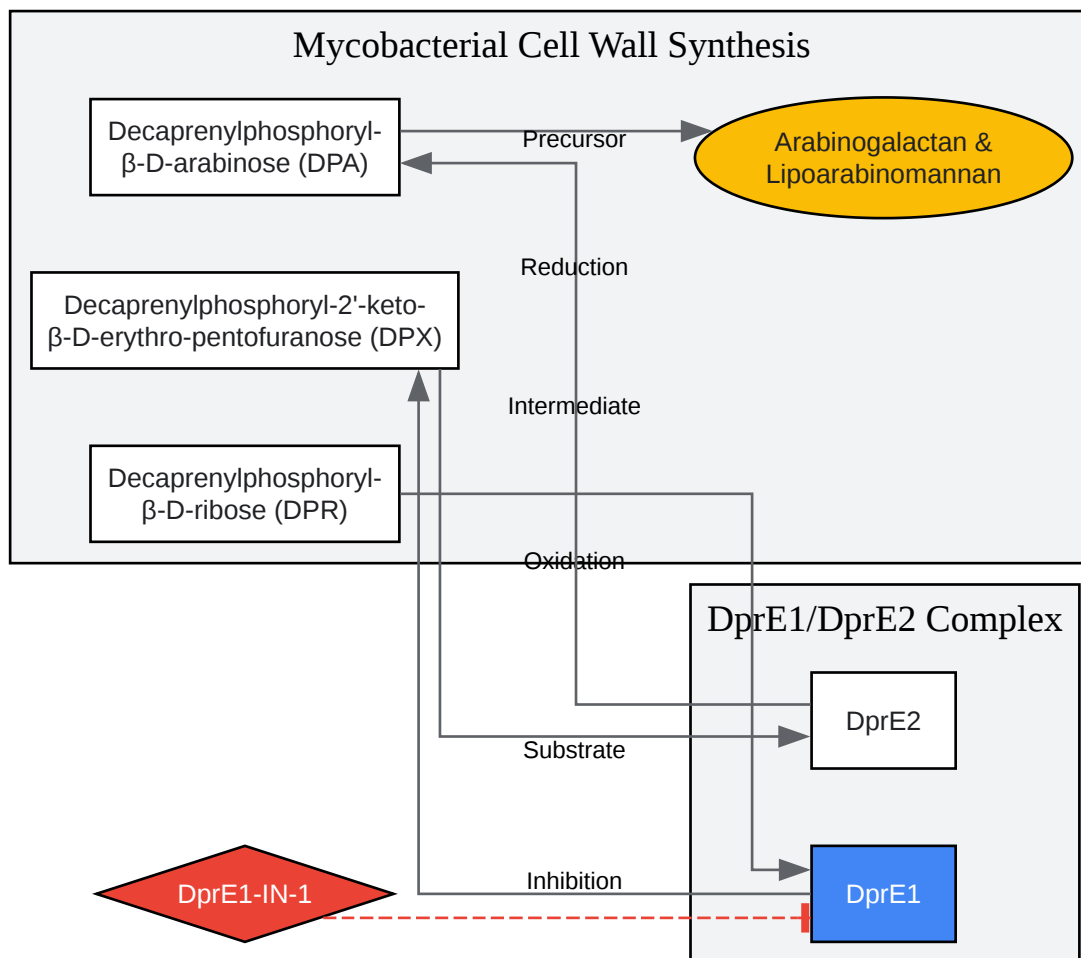 Mycobacterial Cell Wall Synthesis
Decaprenylphosphoryl-
β-D-arabinose (DPA)
Precursor
Arabinogalactan &
Lipoarabinomannan
Reduction
Decaprenylphosphoryl-2'-keto-
β-D-erythro-pentofuranose (DPX)
Intermediate
Decaprenylphosphoryl-
β-D-ribose (DPR)
Oxidation
DprE1/DprE2 Complex
DprE2
Substrate
Inhibition
DprE1-IN-1
DprE1